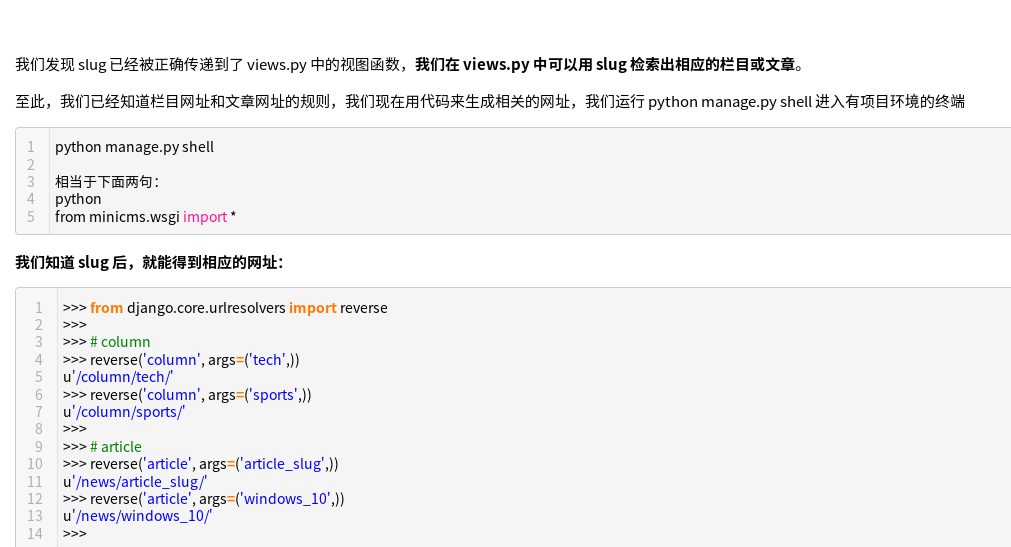 我们发现 slug 已经被正确传递到了 views.py 中的视图函数，我们在 views.py 中可以用 slug 检索出相应的栏目或文章。
至此，我们已经知道栏目网址和文章网址的规则，我们现在用代码来生成相关的网址，我们运行 python manage.py shell 进入有项目环境的终端
1 python manage.py shell
2
3 相当于下面两句：
4 python
5 from minicms.wsgi import *
我们知道 slug 后，就能得到相应的网址：
1 >>> from django.core.urlresolvers import reverse
2 >>>
3 >>> # column
4 >>> reverse('column', args=('tech',))
5 u'/column/tech/'
6 >>> reverse('column', args=('sports',))
7 u'/column/sports/'
8 >>>
9 >>> # article
10 >>> reverse('article', args=('article_slug',))
11 u'/news/article_slug/'
12 >>> reverse('article', args=('windows_10',))
13 u'/news/windows_10/'
14 >>>